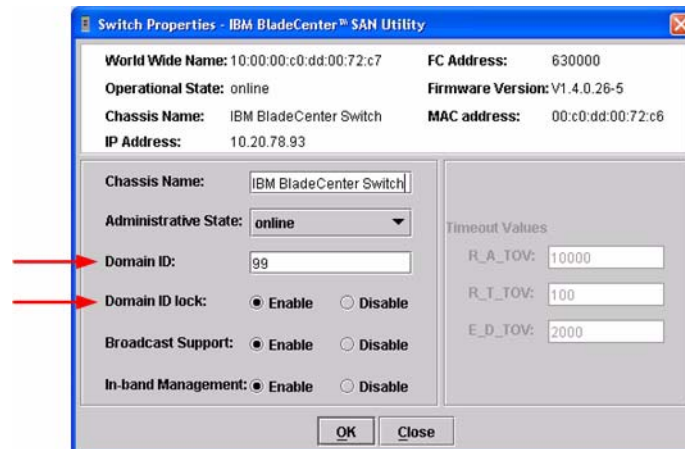 Switch Properties - IBM BladeCenter™ SAN Utility
World Wide Name: 10:00:00:c0:dd:00:72:c7 FC Address: 630000
Operational State: online Firmware Version: V1.4.0.26-5
Chassis Name: IBM BladeCenter Switch MAC address: 00:c0:dd:00:72:c6
IP Address: 10.20.78.93
Chassis Name: IBM BladeCenter Switch
Administrative State: online
Timeout Values
Domain ID: 99
R_A_TOV: 10000
Domain ID lock: Enable Disable
R_T_TOV: 100
Broadcast Support: Enable Disable
E_D_TOV: 2000
In-band Management: Enable Disable
OK Close